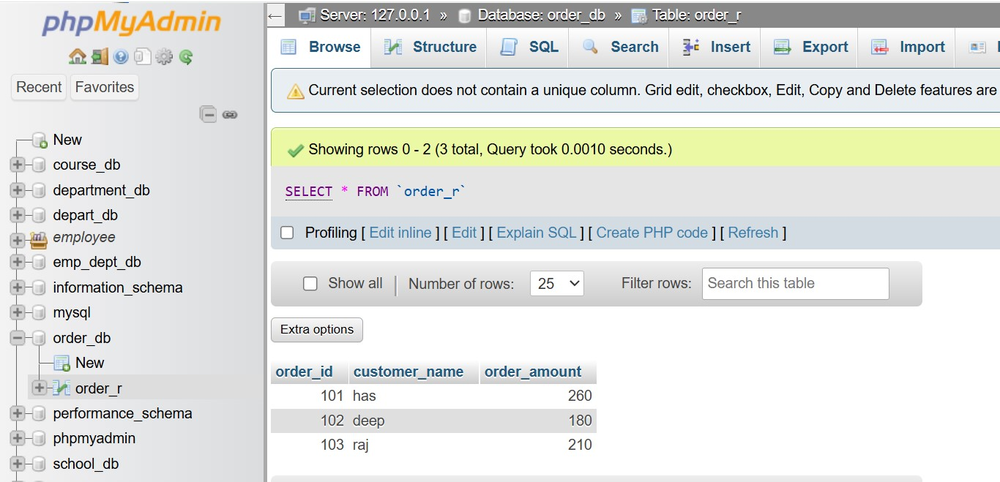 phpMyAdmin
Recent Favorites
New
course_db
department_db
depart_db
employee
emp_dept_db
information_schema
mysql
order_db
New
order_r
performance_schema
phpmyadmin
school_db
Server: 127.0.0.1 » Database: order_db » Table: order_r
Browse Structure SQL Search Insert Export Import
Current selection does not contain a unique column. Grid edit, checkbox, Edit, Copy and Delete features are
Showing rows 0 - 2 (3 total, Query took 0.0010 seconds.)
SELECT * FROM `order_r`
Profiling [ Edit inline ] [ Edit ] [ Explain SQL ] [ Create PHP code ] [ Refresh ]
Show all | Number of rows: 25 Filter rows: Search this table
Extra options
order_id customer_name order_amount
101 has 260
102 deep 180
103 raj 210